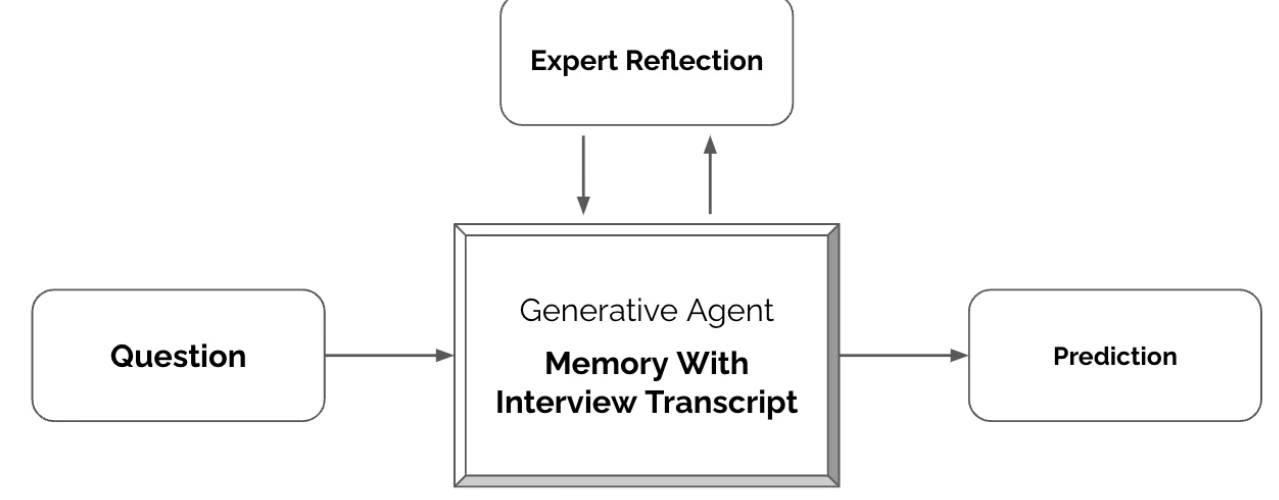 Expert Reflection
Generative Agent
Question
Memory With
Interview Transcript
Prediction